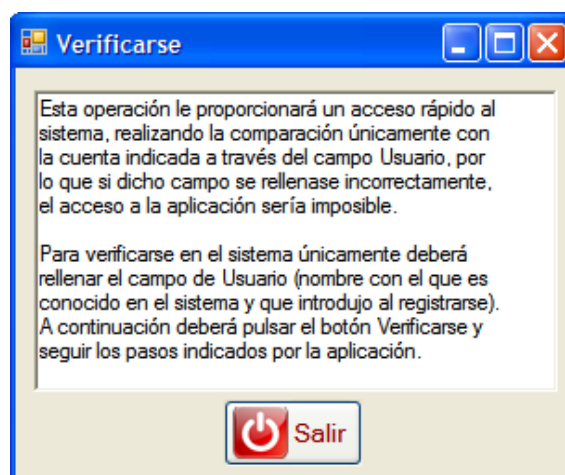 Verificarse
Esta operación le proporcionará un acceso rápido al
sistema, realizando la comparación únicamente con
la cuenta indicada a través del campo Usuario, por
lo que si dicho campo se rellenase incorrectamente,
el acceso a la aplicación sería imposible.
Para verificarse en el sistema únicamente deberá
rellenar el campo de Usuario (nombre con el que es
conocido en el sistema y que introdujo al registrarse).
A continuación deberá pulsar el botón Verificarse y
seguir los pasos indicados por la aplicación.
Salir